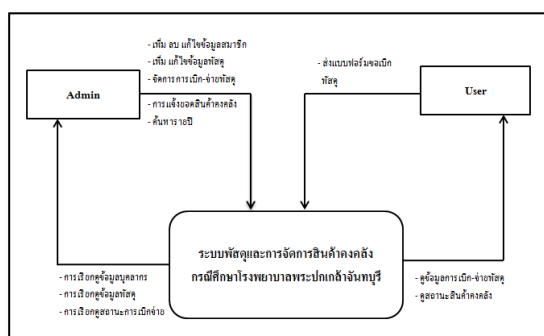 - เพิ่ม ลบ แก้ไขข้อมูลสมาชิก
- เพิ่ม แก้ไขข้อมูลพัสดุ
- จัดการการเบิก-จ่ายพัสดุ
- การแจ้งยอดสินค้าคงคลัง
- ค้นหารายปี
Admin
- ส่งแบบฟอร์มขอเบิก
พัสดุ
User
ระบบพัสดุและการจัดการสินค้าคงคลัง
กรณีศึกษาโรงพยาบาลพระปกเกล้าจันทบุรี
- การเรียกดูข้อมูลบุคลากร
- การเรียกดูข้อมูลพัสดุ
- การเรียกดูสถานะการเบิกจ่าย
- ดูข้อมูลการเบิก-จ่ายพัสดุ
- ดูสถานะสินค้าคงคลัง